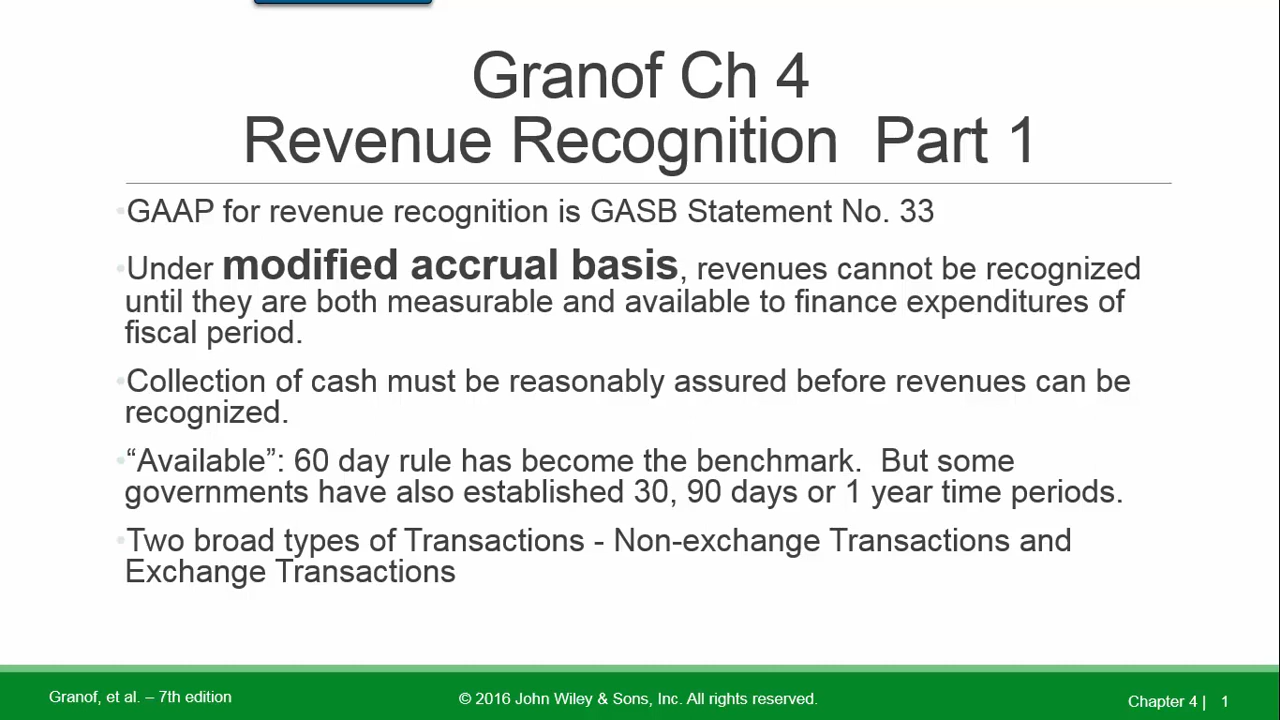 Granof Ch 4
Revenue Recognition  Part 1
•GAAP for revenue recognition is GASB Statement No. 33
•Under modified accrual basis, revenues cannot be recognized
until they are both measurable and available to finance expenditures of
fiscal period.
•Collection of cash must be reasonably assured before revenues can be
recognized.
•“Available”: 60 day rule has become the benchmark.  But some
governments have also established 30, 90 days or 1 year time periods.
•Two broad types of Transactions - Non-exchange Transactions and
Exchange Transactions
Granof, et al. – 7th edition
© 2016 John Wiley & Sons, Inc. All rights reserved.
Chapter 4 |   1